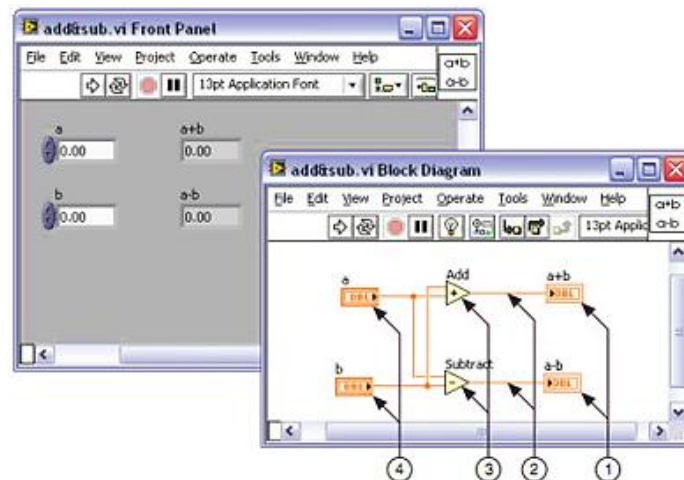 add&sub.vi Front Panel
File Edit View Project Operate Tools Window Help
13pt Application Font
a+b
a-b
a
0.00
a+b
0.00
b
0.00
a-b
0.00
add&sub.vi Block Diagram
File Edit View Project Operate Tools Window Help
13pt Applic
a+b
a-b
a
DBL
Add
+
a+b
DBL
b
DBL
Subtract
-
a-b
DBL
4
3
2
1